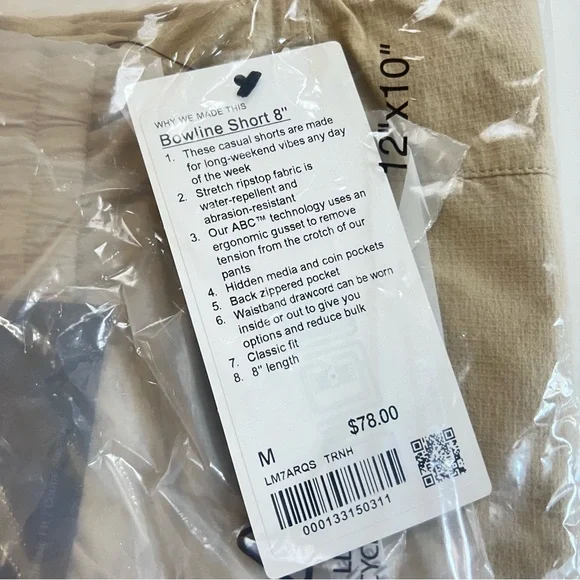 WHY WE MADE THIS
Bowline Short 8"
1. These casual shorts are made
for long-weekend vibes any day
of the week
2. Stretch ripstop fabric is
water-repellent and
abrasion-resistant
3. Our ABC™ technology uses an
ergonomic gusset to remove
tension from the crotch of our
pants
4. Hidden media and coin pockets
5. Back zippered pocket
6. Waistband drawcord can be worn
inside or out to give you
options and reduce bulk
7. Classic fit
8. 8" length
M
$78.00
LM7ARQS TRNH
000133150311
12"x10"